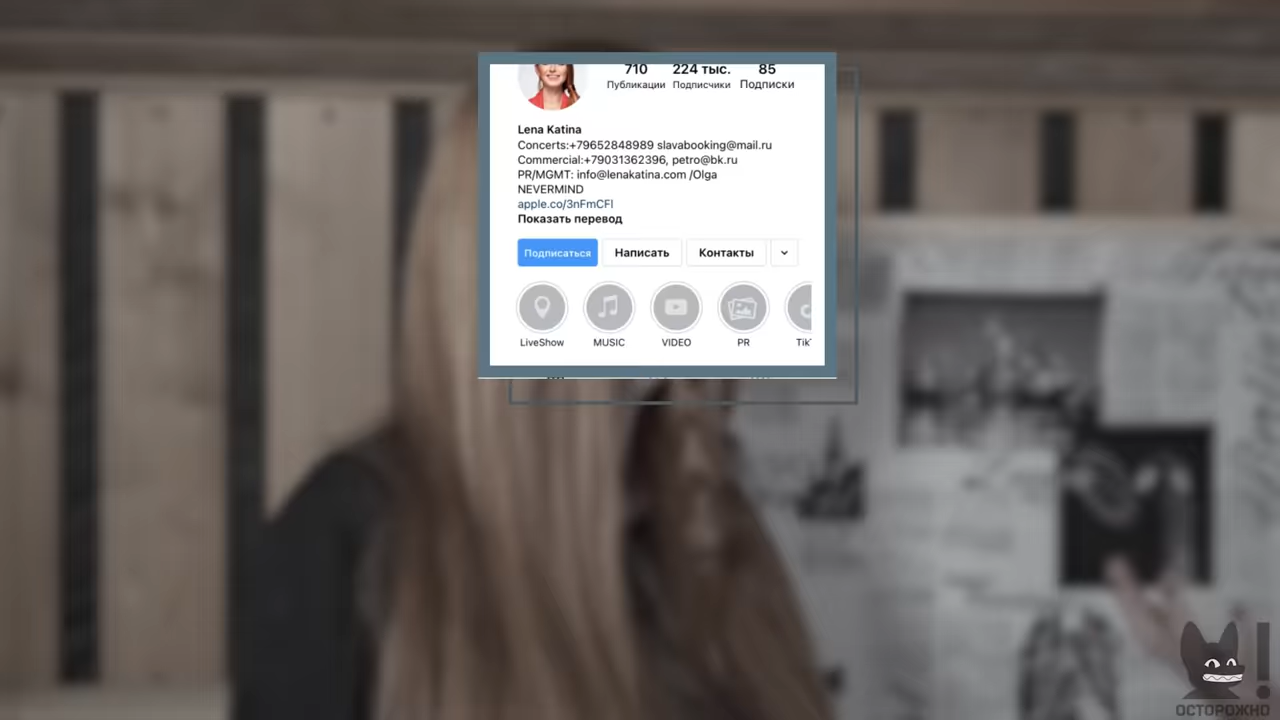 710 224 тыс. 85
Публикации Подписчики Подписки
Lena Katina
Concerts:+79652848989 slavabooking@mail.ru
Commercial:+79031362396, petro@bk.ru
PR/MGMT: info@lenakatina.com /Olga
NEVERMIND
apple.co/3nFmCFl
Показать перевод
Подписаться Написать Контакты
LiveShow MUSIC VIDEO PR Tik
ОСТОРОЖНО!